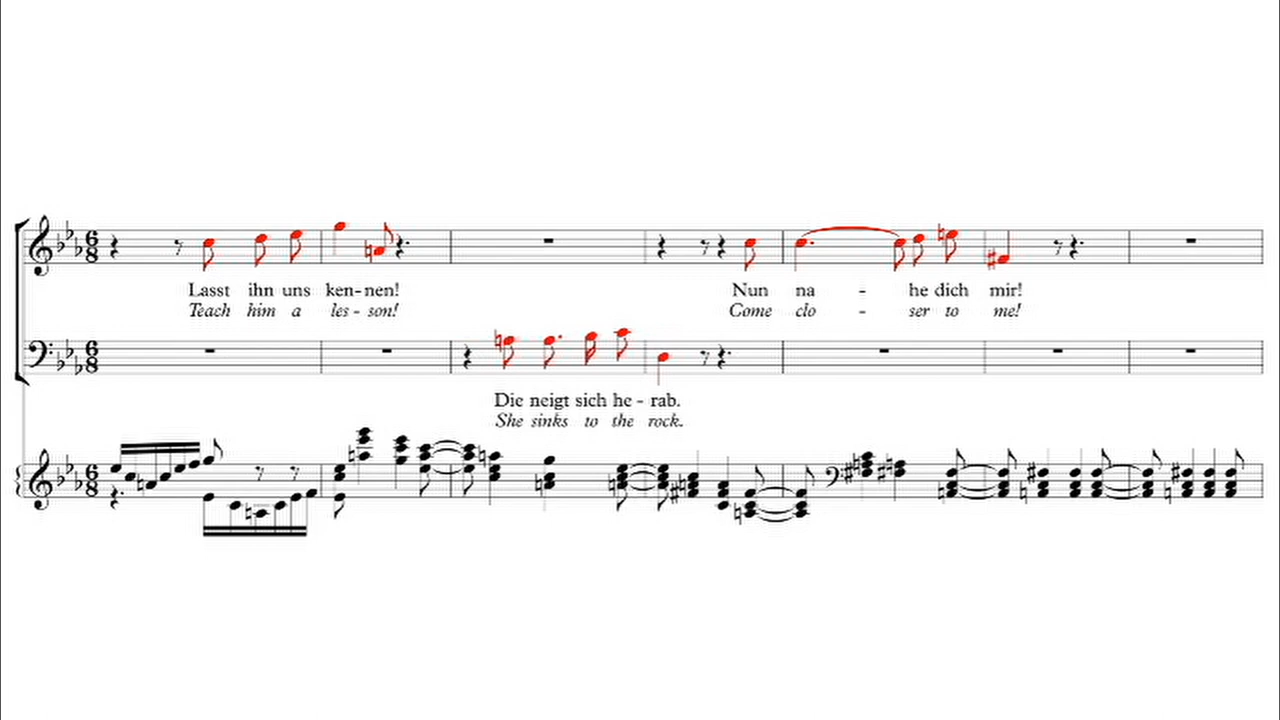 Lasst ihn uns ken-nen! Nun na - he dich mir!
Teach him a les-son! Come clo - ser to me!
Die neigt sich he-rab.
She sinks to the rock.